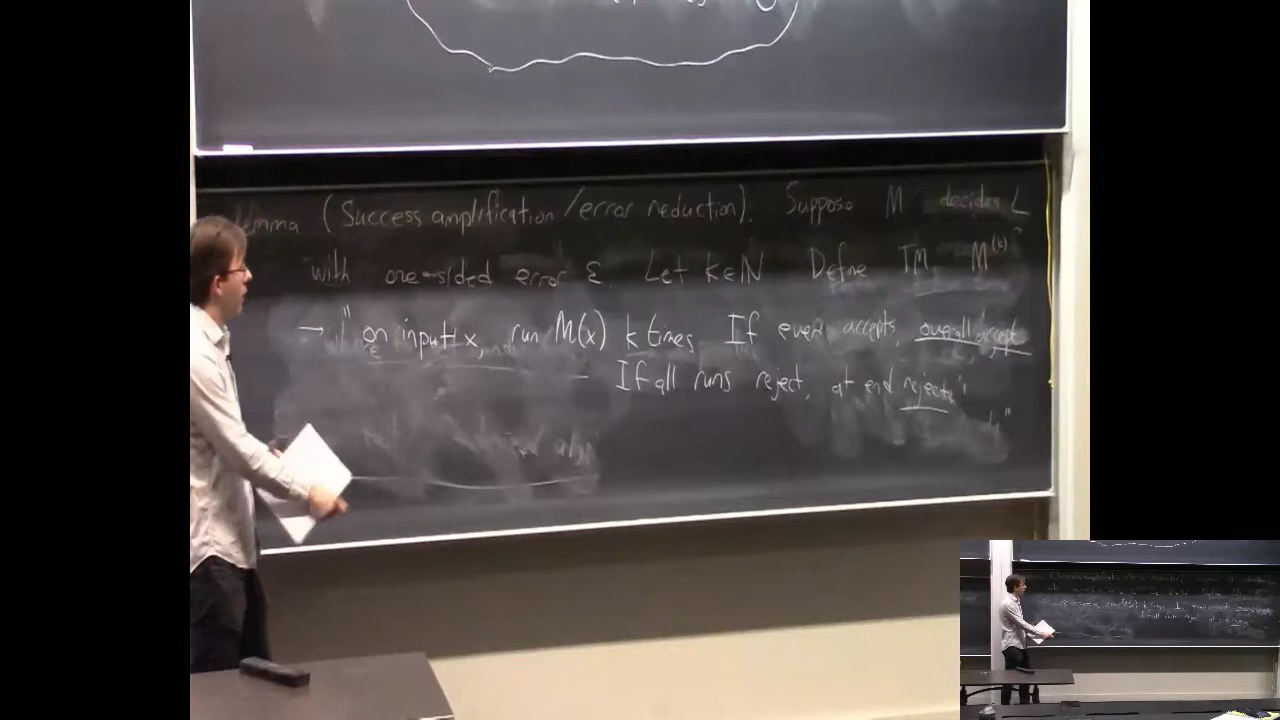 Lemma (Success amplification/error reduction). Suppose M decides L
with one-sided error ε. Let k∈N Define TM M^(k)
→ " on input x, run M(x) k times If ever accepts, overall accept
If all runs reject, at end rejects"